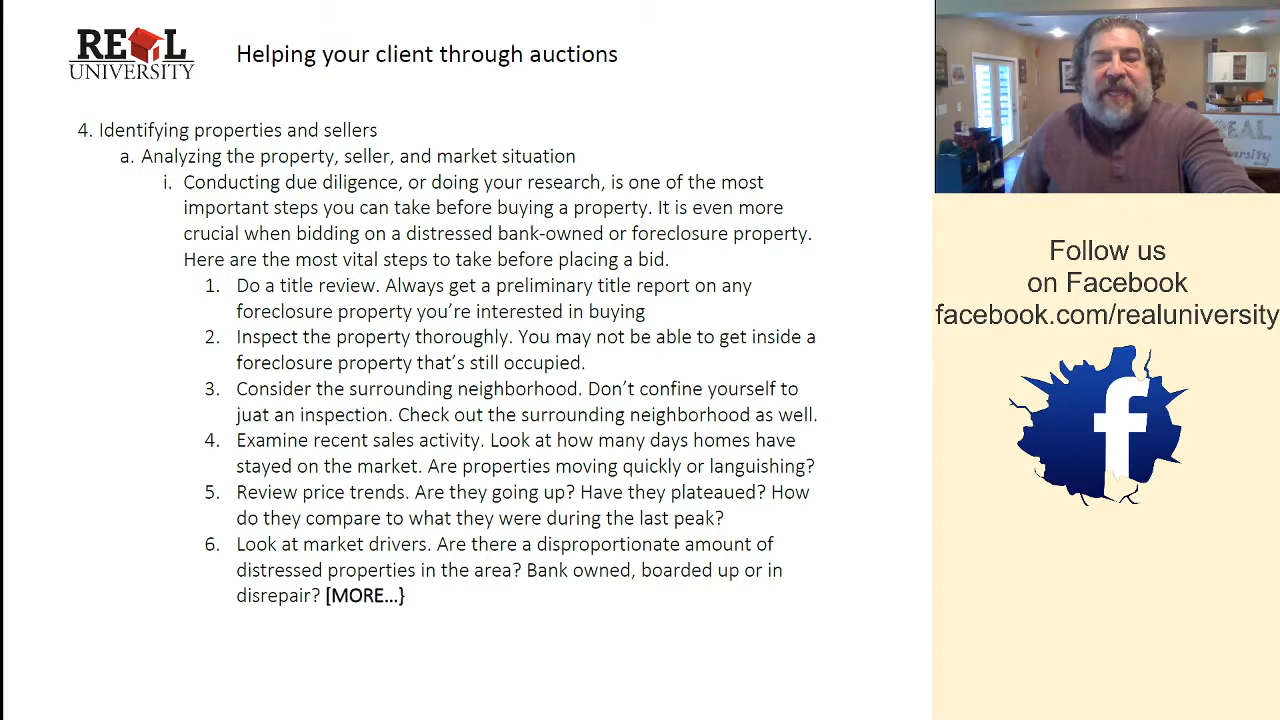 REAL
UNIVERSITY
Helping your client through auctions
4. Identifying properties and sellers
a. Analyzing the property, seller, and market situation
i. Conducting due diligence, or doing your research, is one of the most
important steps you can take before buying a property. It is even more
crucial when bidding on a distressed bank-owned or foreclosure property.
Here are the most vital steps to take before placing a bid.
1. Do a title review. Always get a preliminary title report on any
foreclosure property you’re interested in buying
2. Inspect the property thoroughly. You may not be able to get inside a
foreclosure property that’s still occupied.
3. Consider the surrounding neighborhood. Don’t confine yourself to
juat an inspection. Check out the surrounding neighborhood as well.
4. Examine recent sales activity. Look at how many days homes have
stayed on the market. Are properties moving quickly or languishing?
5. Review price trends. Are they going up? Have they plateaued? How
do they compare to what they were during the last peak?
6. Look at market drivers. Are there a disproportionate amount of
distressed properties in the area? Bank owned, boarded up or in
disrepair? [MORE...}
REAL
Follow us
on Facebook
facebook.com/realuniversity
f